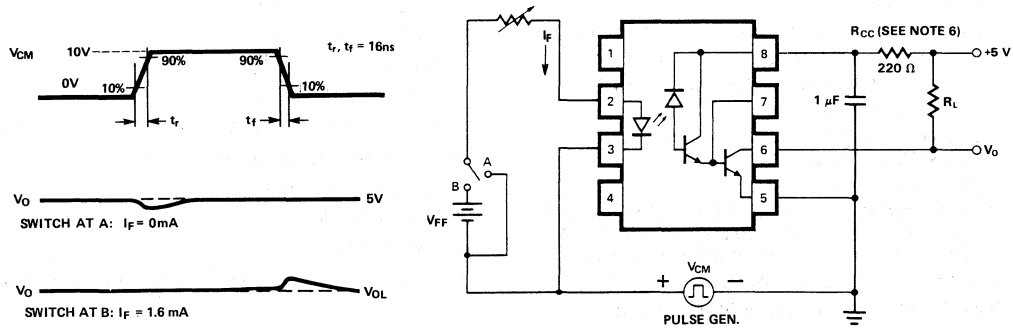 VCM
10V
0V
10%
90%
90%
10%
tr, tf = 16ns
tr
tf
VO
5V
SWITCH AT A: IF = 0mA
VO
VOL
SWITCH AT B: IF = 1.6 mA
IF
A
B
VFF
1
2
3
4
8
7
6
5
RCC (SEE NOTE 6)
220 Ω
+5 V
1 μF
RL
VO
+
VCM
−
PULSE GEN.